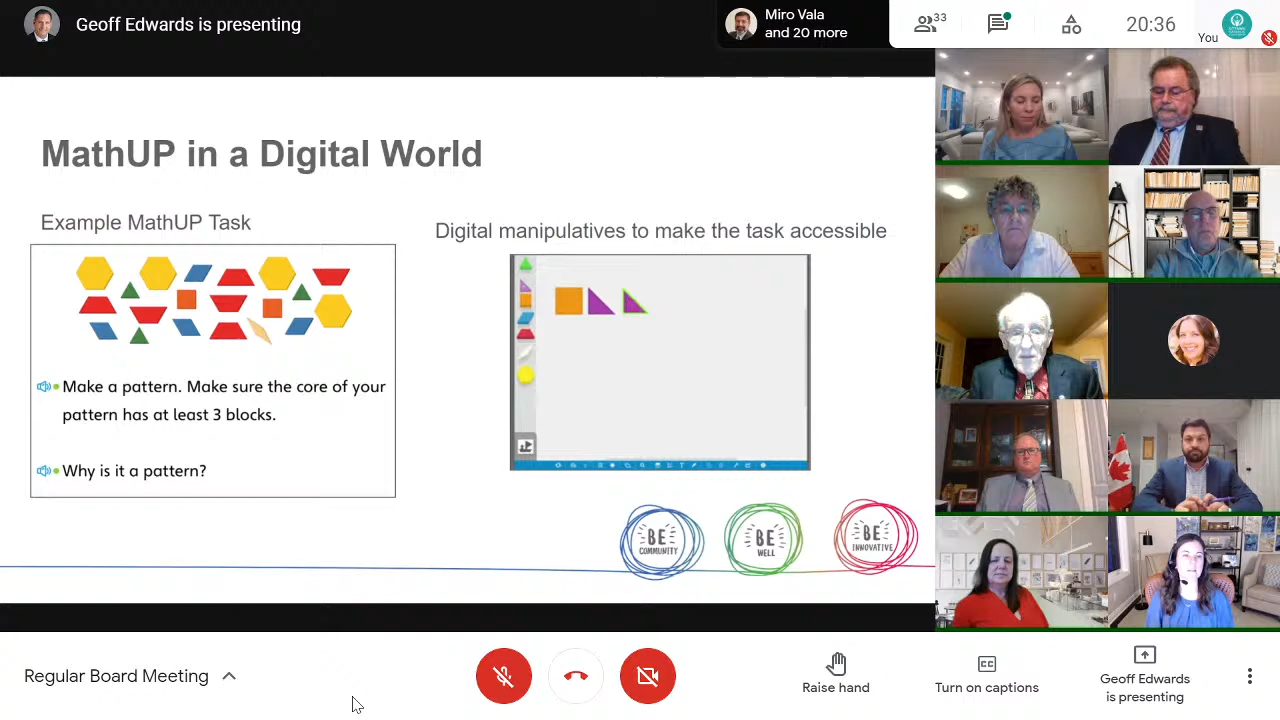 Geoff Edwards is presenting
Miro Vala
and 20 more
33
20:36
You
MathUP in a Digital World
Example MathUP Task
Digital manipulatives to make the task accessible
Make a pattern. Make sure the core of your
pattern has at least 3 blocks.
Why is it a pattern?
BE
COMMUNITY
BE
WELL
BE
INNOVATIVE
Regular Board Meeting
Raise hand
CC
Turn on captions
Geoff Edwards
is presenting